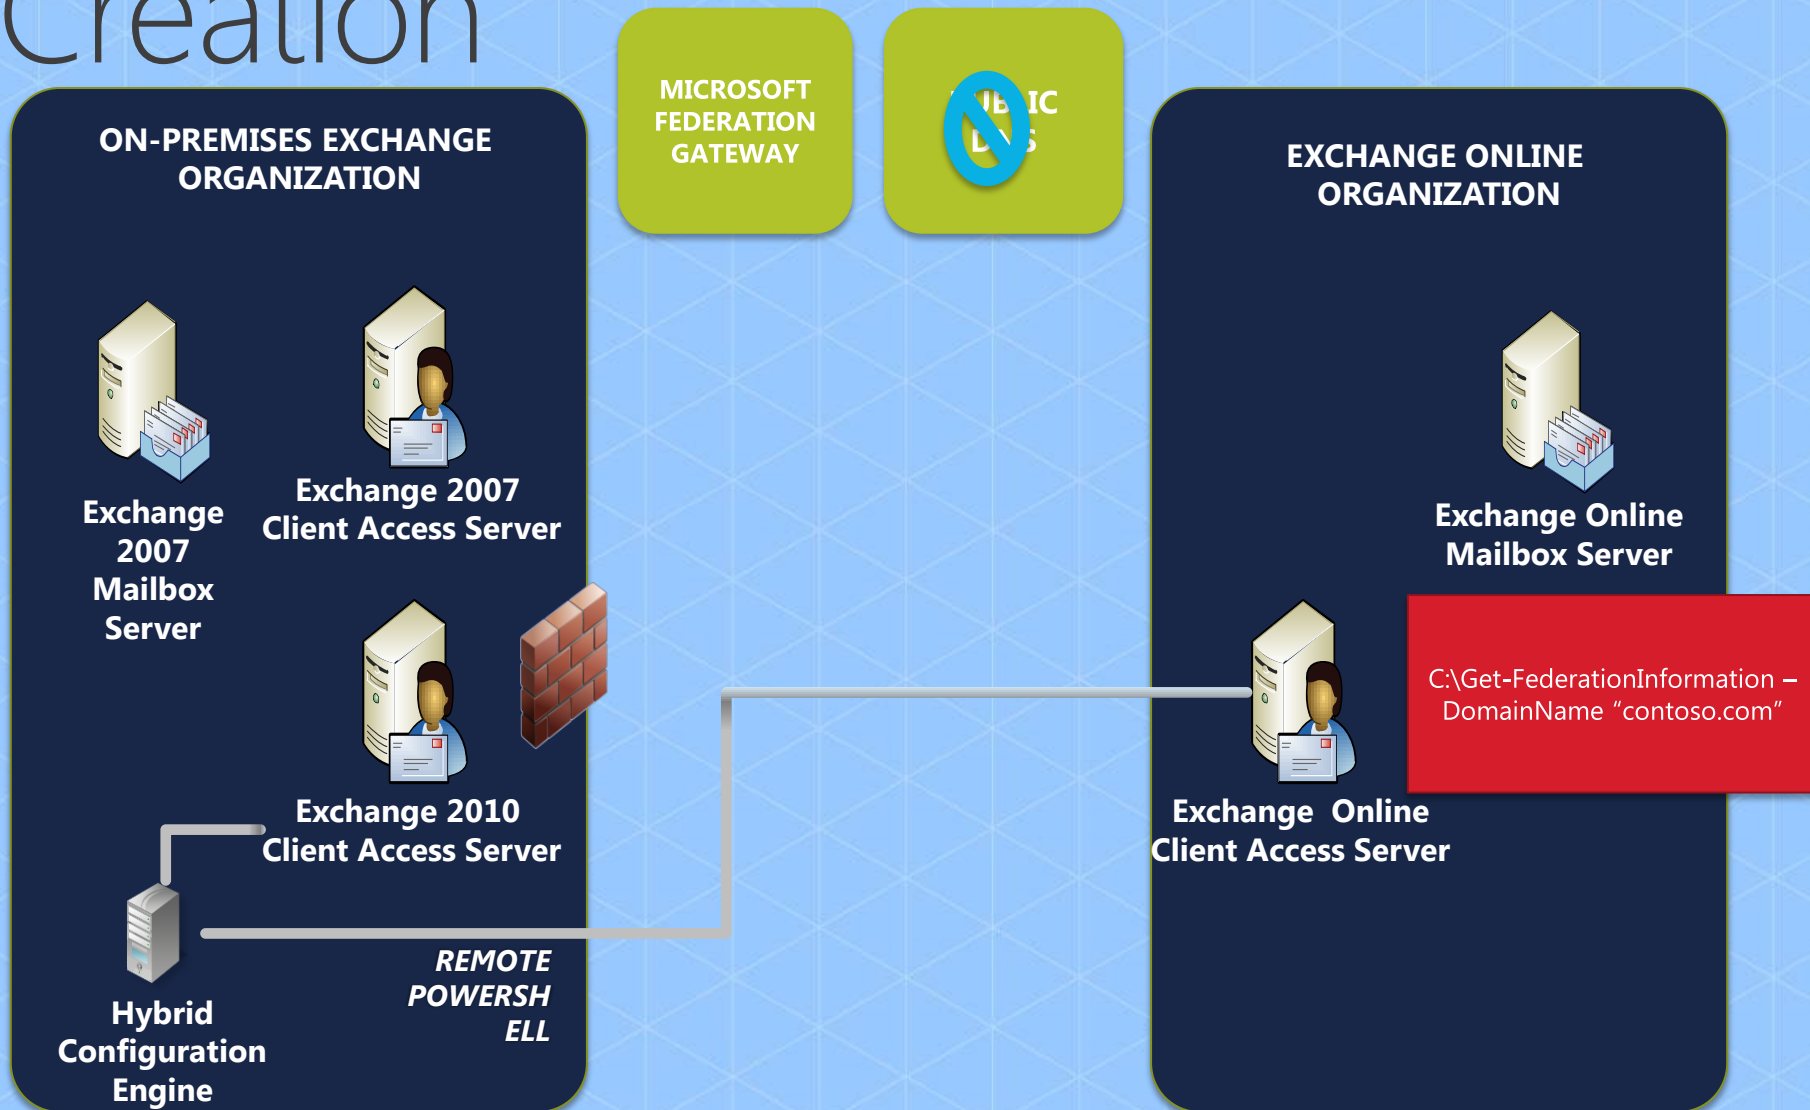 Creation
MICROSOFT
FEDERATION
GATEWAY
ON-PREMISES EXCHANGE
ORGANIZATION
EXCHANGE ONLINE
ORGANIZATION
Exchange
2007
Mailbox
Server
Exchange 2007
Client Access Server
Exchange Online
Mailbox Server
C:\Get-FederationInformation –
DomainName “contoso.com”
Exchange 2010
Client Access Server
Exchange  Online
Client Access Server
REMOTE
POWERSH
ELL
Hybrid
Configuration
Engine